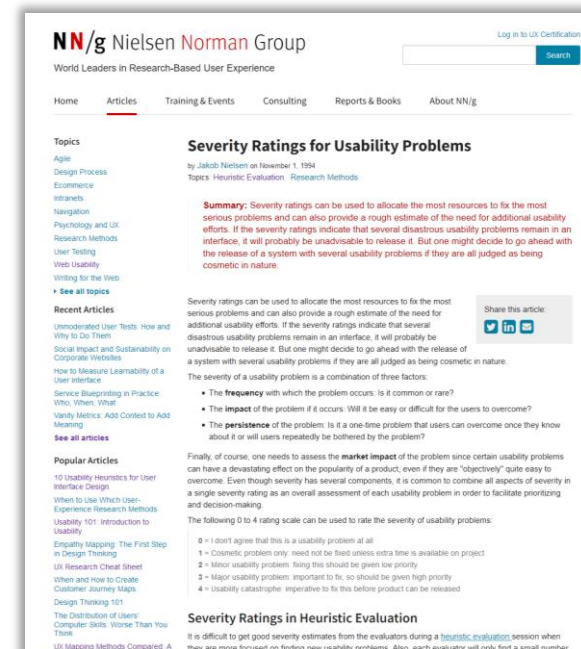 NN/g Nielsen Norman Group
World Leaders in Research-Based User Experience
Log in to UX Certification
Search
Home Articles Training & Events Consulting Reports & Books About NN/g
Topics
Agile
Design Process
Ecommerce
Intranets
Navigation
Psychology and UX
Research Methods
User Testing
Web Usability
Writing for the Web
See all topics
Recent Articles
Unmoderated User Tests: How and
Why to Do Them
Social Impact and Sustainability on
Corporate Websites
How to Measure Learnability of a
User Interface
Service Blueprinting in Practice:
Who, When, What
Vanity Metrics: Add Context to Add
Meaning
See all articles
Popular Articles
10 Usability Heuristics for User
Interface Design
When to Use Which User-
Experience Research Methods
Usability 101: Introduction to
Usability
Empathy Mapping: The First Step
in Design Thinking
UX Research Cheat Sheet
When and How to Create
Customer Journey Maps
Design Thinking 101
The Distribution of Users'
Computer Skills: Worse Than You
Think
UX Mapping Methods Compared: A
Severity Ratings for Usability Problems
by Jakob Nielsen on November 1, 1994
Topics: Heuristic Evaluation Research Methods
Summary: Severity ratings can be used to allocate the most resources to fix the most
serious problems and can also provide a rough estimate of the need for additional usability
efforts. If the severity ratings indicate that several disastrous usability problems remain in an
interface, it will probably be unadvisable to release it. But one might decide to go ahead with
the release of a system with several usability problems if they are all judged as being
cosmetic in nature.
Share this article:
Severity ratings can be used to allocate the most resources to fix the most
serious problems and can also provide a rough estimate of the need for
additional usability efforts. If the severity ratings indicate that several
disastrous usability problems remain in an interface, it will probably be
unadvisable to release it. But one might decide to go ahead with the release of
a system with several usability problems if they are all judged as being cosmetic in nature.
The severity of a usability problem is a combination of three factors:
• The frequency with which the problem occurs: Is it common or rare?
• The impact of the problem if it occurs: Will it be easy or difficult for the users to overcome?
• The persistence of the problem: Is it a one-time problem that users can overcome once they know
about it or will users repeatedly be bothered by the problem?
Finally, of course, one needs to assess the market impact of the problem since certain usability problems
can have a devastating effect on the popularity of a product, even if they are "objectively" quite easy to
overcome. Even though severity has several components, it is common to combine all aspects of severity in
a single severity rating as an overall assessment of each usability problem in order to facilitate prioritizing
and decision-making.
The following 0 to 4 rating scale can be used to rate the severity of usability problems:
0 = I don't agree that this is a usability problem at all
1 = Cosmetic problem only: need not be fixed unless extra time is available on project
2 = Minor usability problem: fixing this should be given low priority
3 = Major usability problem: important to fix, so should be given high priority
4 = Usability catastrophe: imperative to fix this before product can be released
Severity Ratings in Heuristic Evaluation
It is difficult to get good severity estimates from the evaluators during a heuristic evaluation session when
they are more focused on finding new usability problems. Also, each evaluator will only find a small number